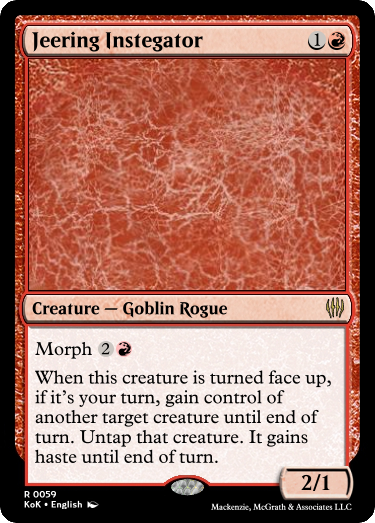 Jeering Instegator 1
Creature — Goblin Rogue
Morph 2
When this creature is turned face up,
if it's your turn, gain control of
another target creature until end of
turn. Untap that creature. It gains
haste until end of turn.
2/1
R 0059
KoK • English
Mackenzie, McGrath & Associates LLC